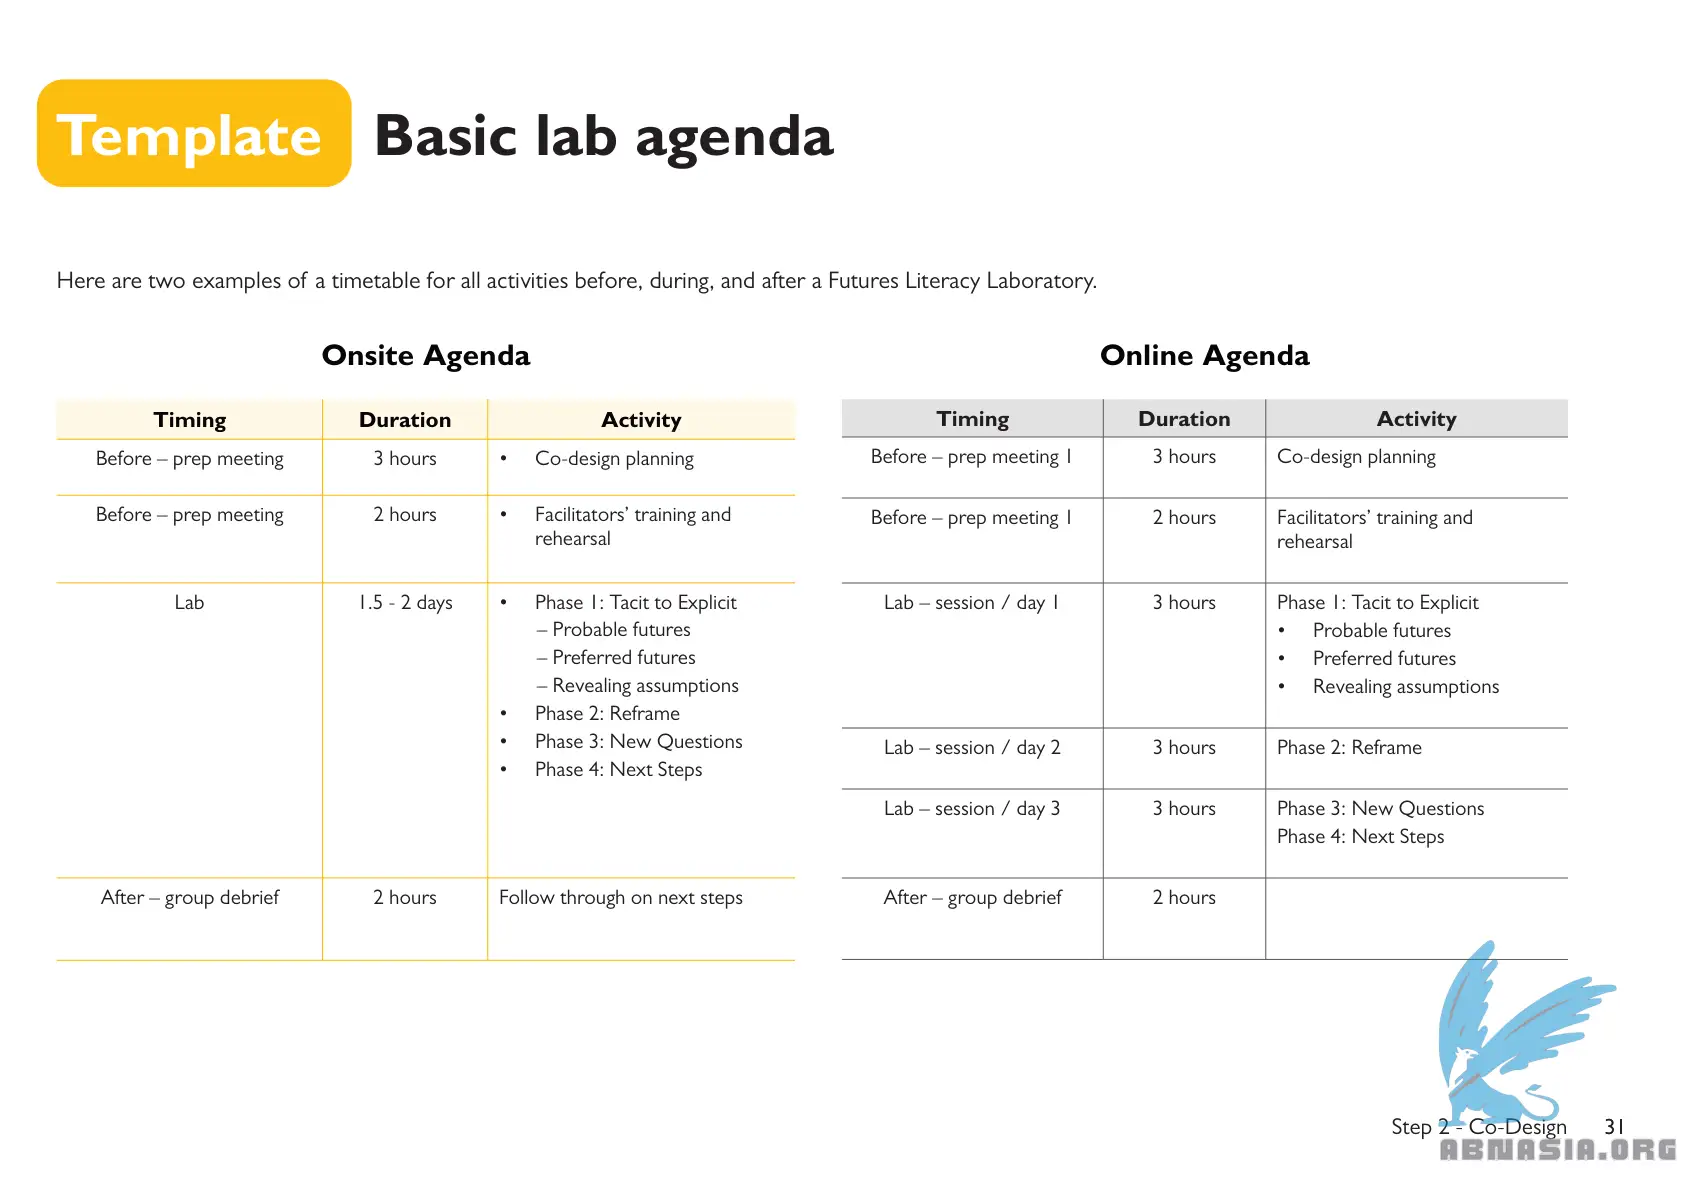 Template Basic lab agenda
Here are two examples of a timetable for all activities before, during, and after a Futures Literacy Laboratory.
Onsite Agenda
Timing Duration Activity
Before – prep meeting 3 hours • Co-design planning
Before – prep meeting 2 hours • Facilitators’ training and
rehearsal
Lab 1.5 - 2 days • Phase 1: Tacit to Explicit
– Probable futures
– Preferred futures
– Revealing assumptions
• Phase 2: Reframe
• Phase 3: New Questions
• Phase 4: Next Steps
After – group debrief 2 hours Follow through on next steps
Online Agenda
Timing Duration Activity
Before – prep meeting 1 3 hours Co-design planning
Before – prep meeting 1 2 hours Facilitators’ training and
rehearsal
Lab – session / day 1 3 hours Phase 1: Tacit to Explicit
• Probable futures
• Preferred futures
• Revealing assumptions
Lab – session / day 2 3 hours Phase 2: Reframe
Lab – session / day 3 3 hours Phase 3: New Questions
Phase 4: Next Steps
After – group debrief 2 hours
Step 2 - Co-Design 31
ABNASIA.ORG